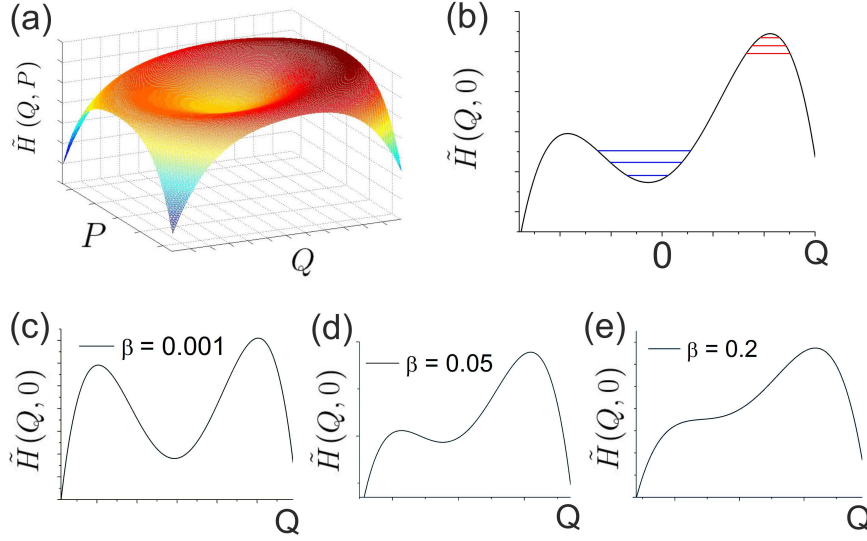 (a)
H̃(Q, P)
P
Q
(b)
H̃(Q, 0)
0
Q
(c)
β = 0.001
H̃(Q, 0)
Q
(d)
β = 0.05
H̃(Q, 0)
Q
(e)
β = 0.2
H̃(Q, 0)
Q